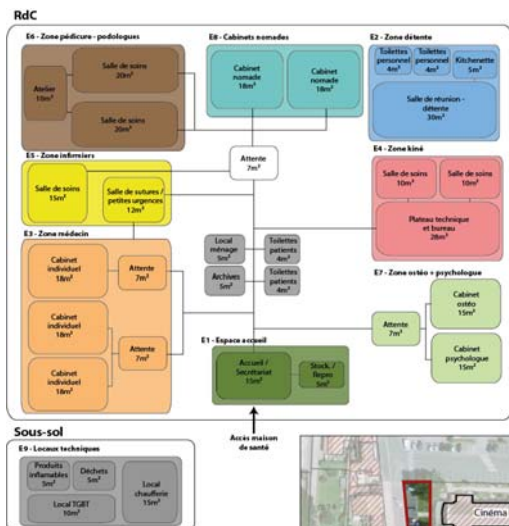 RdC
E6 - Zone pédicure - podologues
Atelier
10m²
Salle de soins
20m²
Salle de soins
20m²
E8 - Cabinets nomades
Cabinet
nomade
18m²
Cabinet
nomade
18m²
E2 - Zone détente
Toilettes
personnel
4m²
Toilettes
personnel
4m²
Kitchenette
5m²
Salle de réunion -
détente
30m²
Attente
7m²
E5 - Zone infirmiers
Salle de soins
15m²
Salle de sutures /
petites urgences
12m²
E4 - Zone kiné
Salle de soins
10m²
Salle de soins
10m²
Plateau technique
et bureau
28m²
E3 - Zone médecin
Cabinet
individuel
18m²
Attente
7m²
Cabinet
individuel
18m²
Attente
7m²
Cabinet
individuel
18m²
Local
ménage
5m²
Toilettes
patients
4m²
Archives
5m²
Toilettes
patients
4m²
E7 - Zone ostéo + psychologue
Attente
7m²
Cabinet
ostéo
15m²
Cabinet
psychologue
15m²
E1 - Espace accueil
Accueil /
Secrétariat
15m²
Stock. /
Repro
5m²
Accès maison
de santé
Sous-sol
E9 - Locaux techniques
Produits
inflamables
5m²
Déchets
5m²
Local TGBT
10m²
Local
chaufferie
15m²
Cinéma